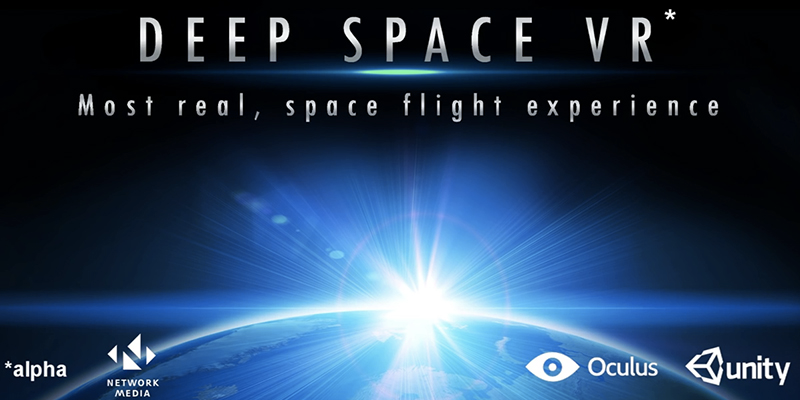 DEEP SPACE VR*
Most real, space flight experience
*alpha
NETWORK
MEDIA
Oculus
unity